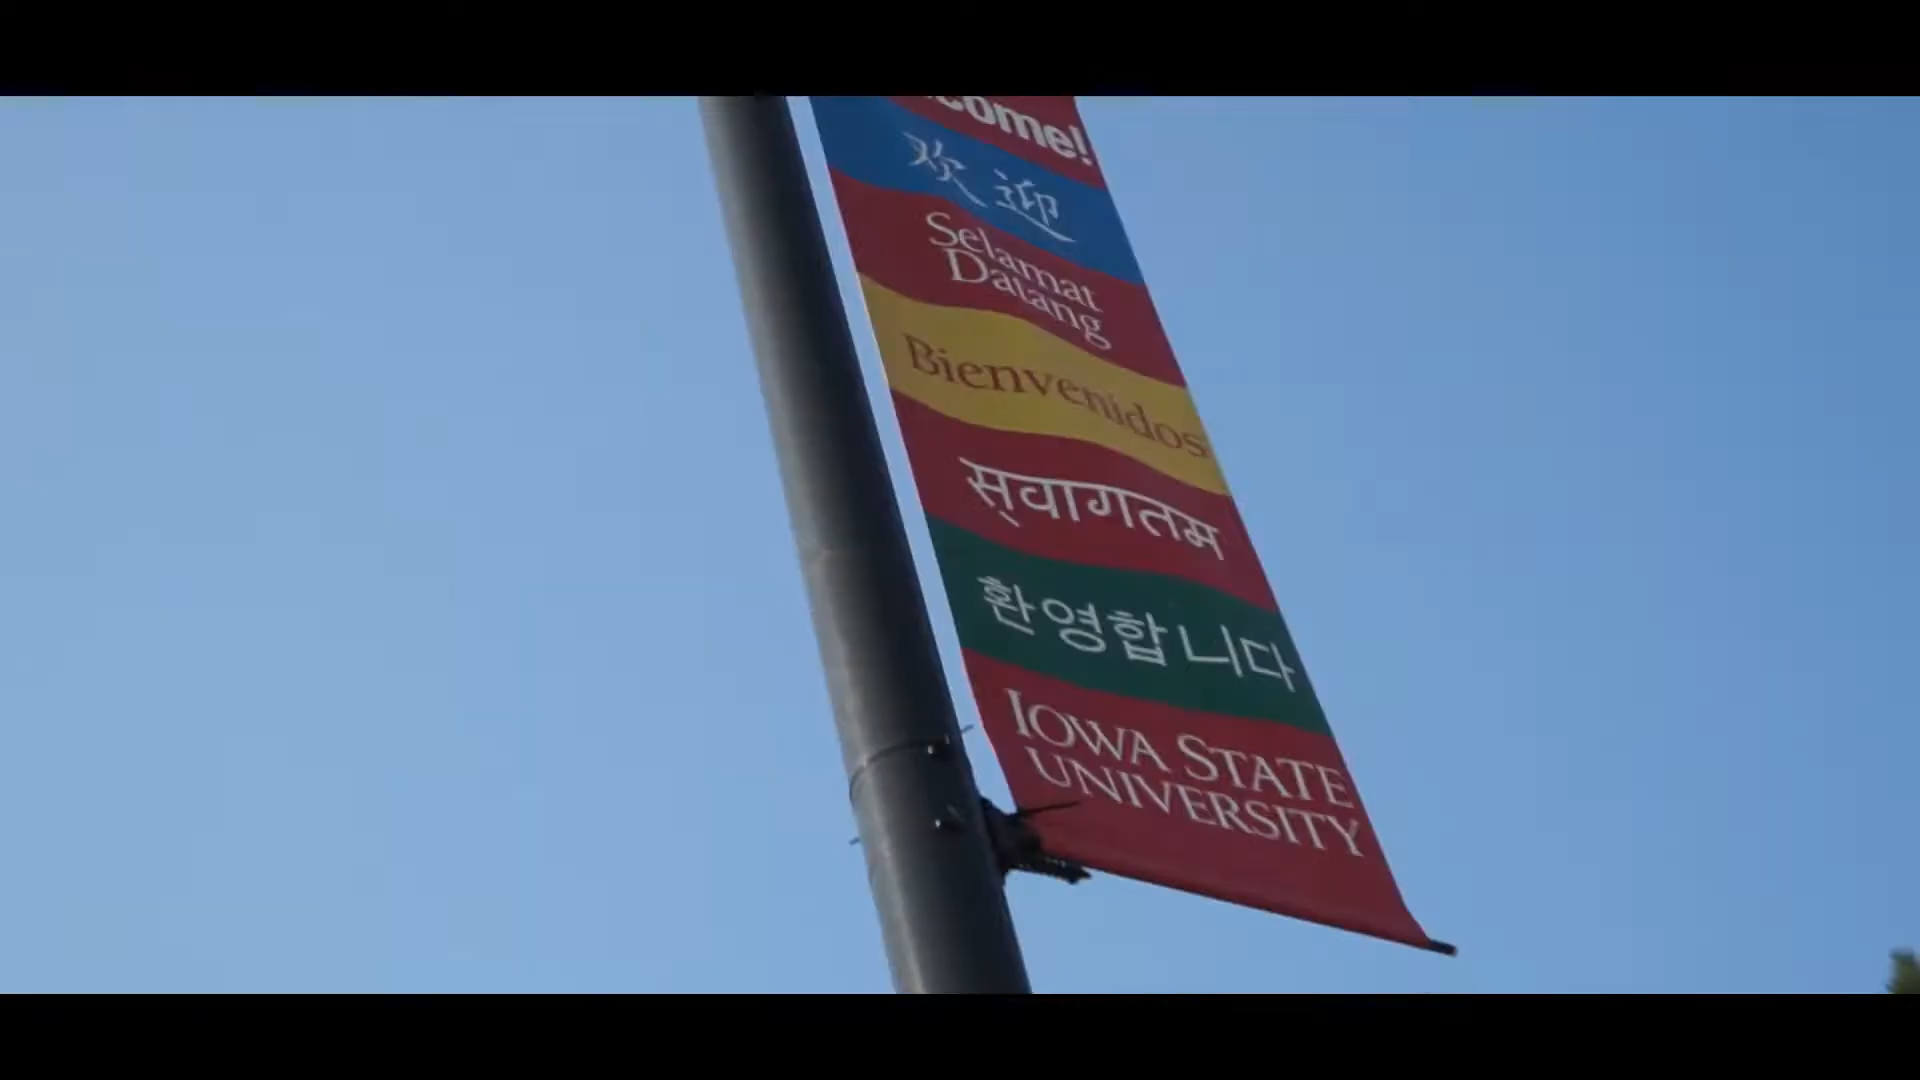 come!
欢迎
Selamat
Datang
Bienvenidos
स्वागतम
환영합니다
IOWA STATE
UNIVERSITY